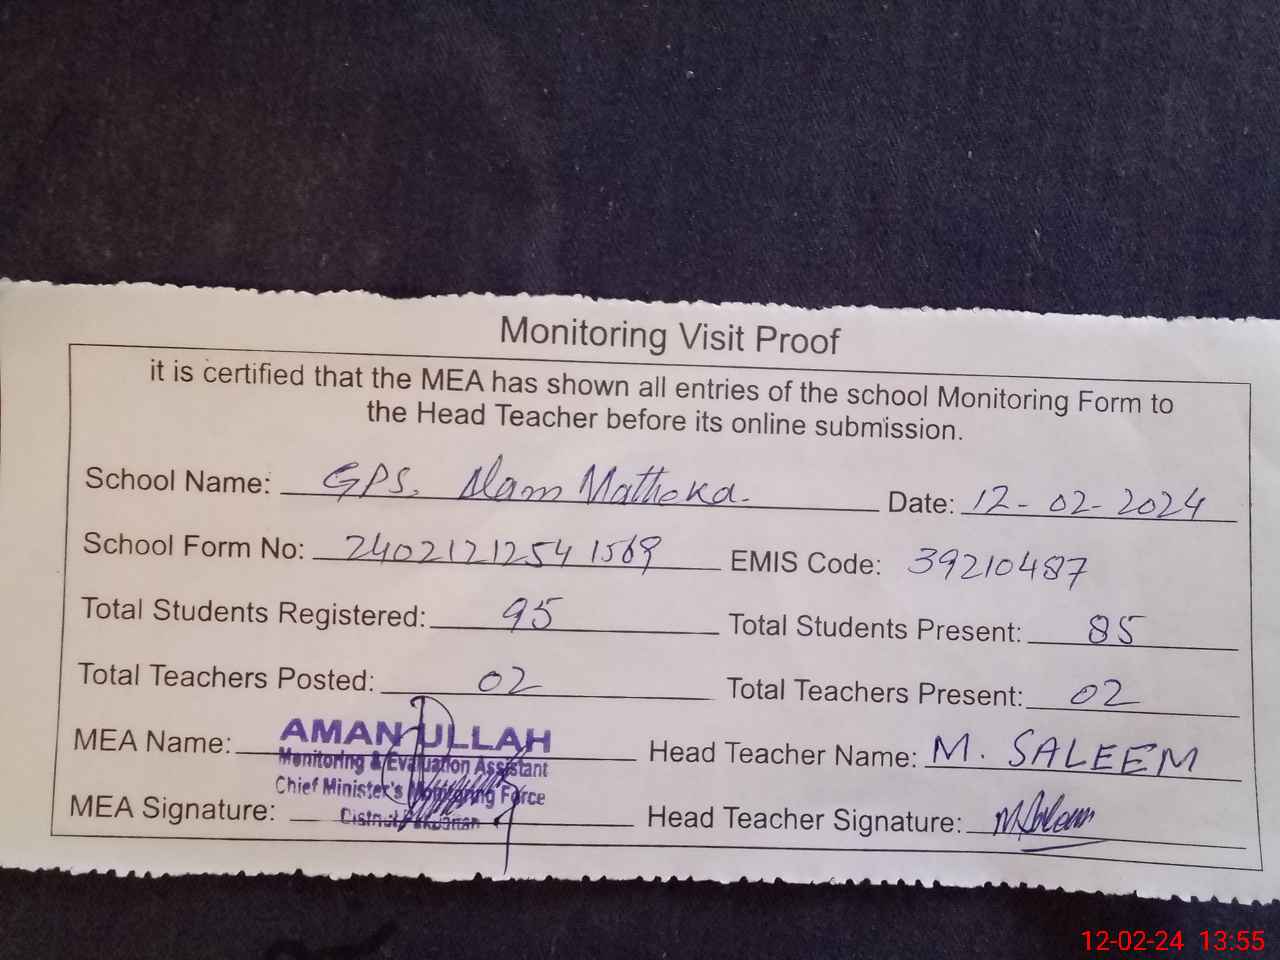 Monitoring Visit Proof
it is certified that the MEA has shown all entries of the school Monitoring Form to
the Head Teacher before its online submission.
School Name: GPS. Alam Mathoka. Date: 12-02-2024
School Form No: 24021212541569 EMIS Code: 39210487
Total Students Registered: 95 Total Students Present: 85
Total Teachers Posted: 02 Total Teachers Present: 02
MEA Name: AMAN ULLAH Head Teacher Name: M. SALEEM
Monitoring & Evaluation Assistant
Chief Minister's Monitoring Force
MEA Signature: District Pakpattan Head Teacher Signature: M Saleem
12-02-24 13:55